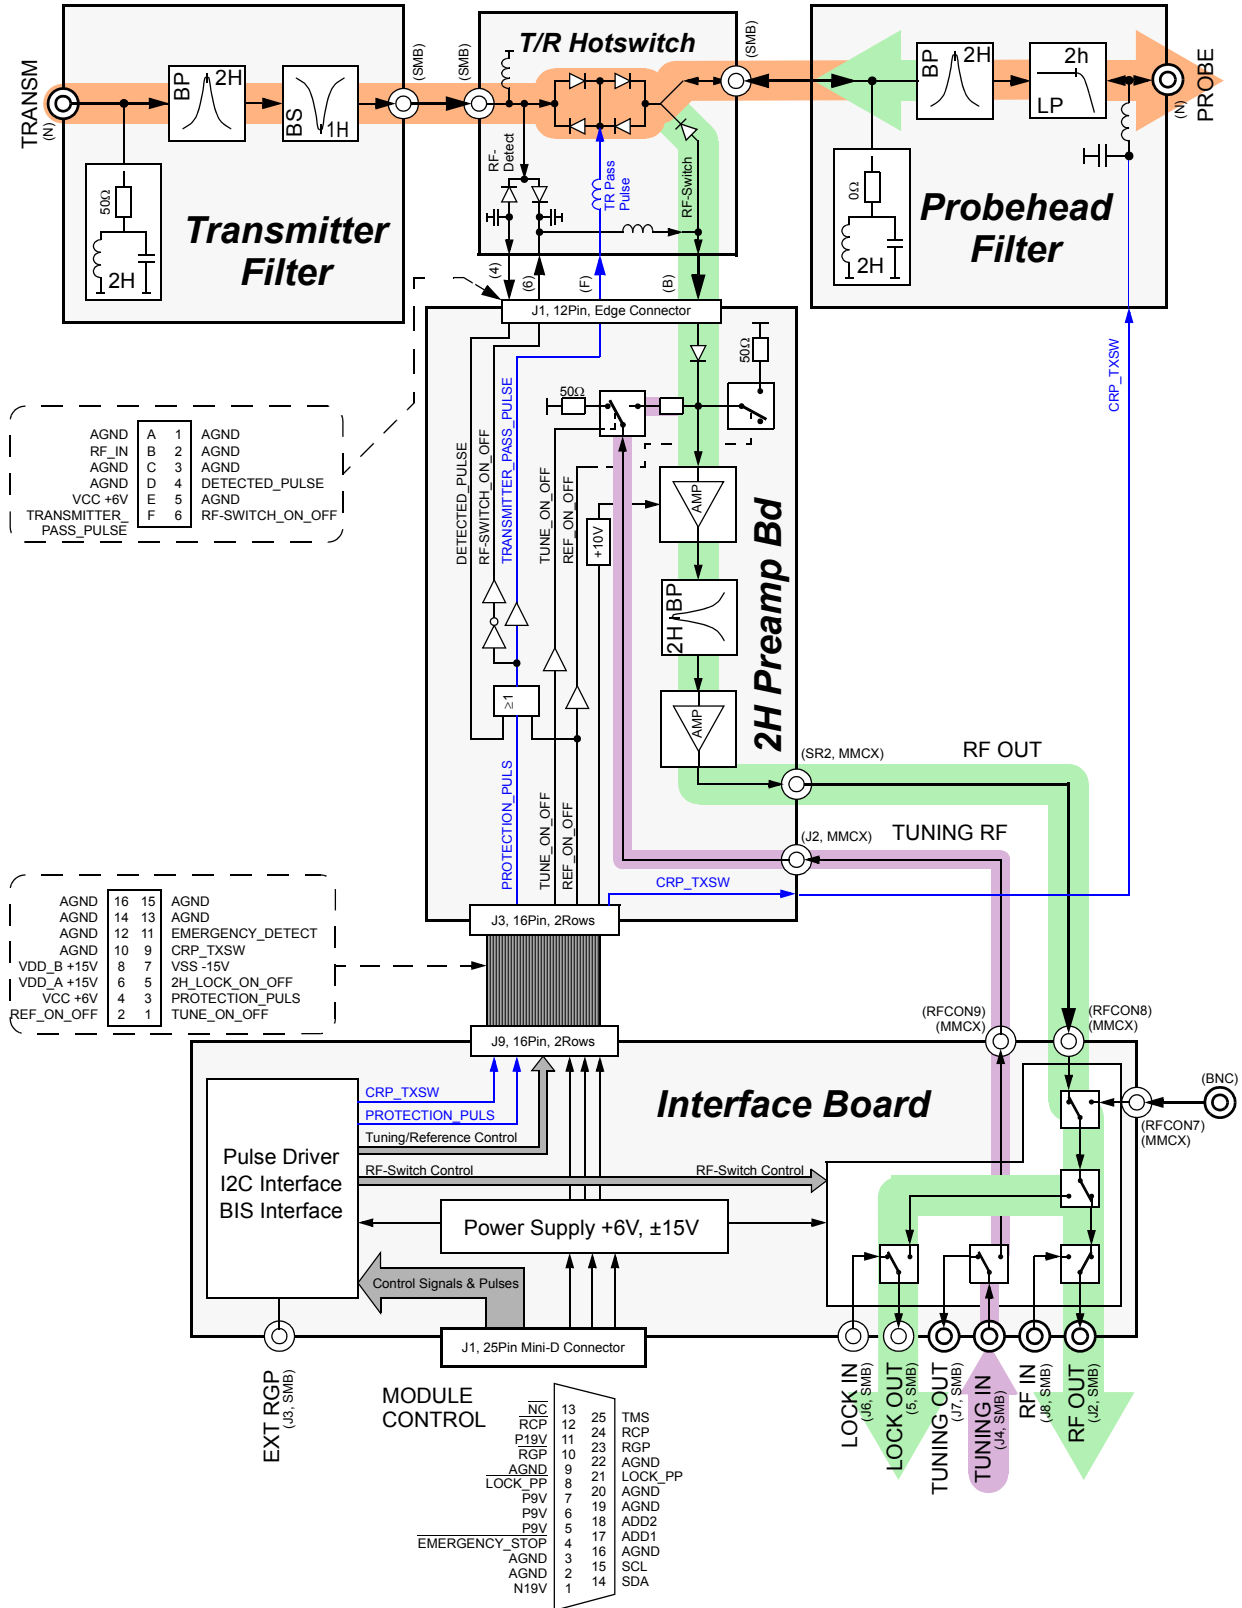 TRANSM
(N)
BP
2H
BS
1H
(SMB)
50Ω
2H
Transmitter
Filter
(SMB)
T/R Hotswitch
(SMB)
RF-
Detect
TR Pass
Pulse
RF-Switch
(4)
(6)
(F)
(B)
BP
2H
2h
LP
PROBE
(N)
0Ω
2H
Probehead
Filter
CRP_TXSW
J1, 12Pin, Edge Connector
50Ω
50Ω
AGND A 1 AGND
RF_IN B 2 AGND
AGND C 3 AGND
AGND D 4 DETECTED_PULSE
VCC +6V E 5 AGND
TRANSMITTER_ F 6 RF-SWITCH_ON_OFF
PASS_PULSE
DETECTED_PULSE
RF-SWITCH_ON_OFF
TRANSMITTER_PASS_PULSE
TUNE_ON_OFF
REF_ON_OFF
+10V
AMP
2H BP
AMP
≥1
2H Preamp Bd
PROTECTION_PULS
TUNE_ON_OFF
REF_ON_OFF
(SR2, MMCX)
RF OUT
(J2, MMCX)
TUNING RF
CRP_TXSW
J3, 16Pin, 2Rows
AGND 16 15 AGND
AGND 14 13 AGND
AGND 12 11 EMERGENCY_DETECT
AGND 10 9 CRP_TXSW
VDD_B +15V 8 7 VSS -15V
VDD_A +15V 6 5 2H_LOCK_ON_OFF
VCC +6V 4 3 PROTECTION_PULS
REF_ON_OFF 2 1 TUNE_ON_OFF
J9, 16Pin, 2Rows
(RFCON9)
(MMCX)
(RFCON8)
(MMCX)
(BNC)
(RFCON7)
(MMCX)
Interface Board
CRP_TXSW
PROTECTION_PULS
Tuning/Reference Control
RF-Switch Control
RF-Switch Control
Pulse Driver
I2C Interface
BIS Interface
Power Supply +6V, ±15V
Control Signals & Pulses
J1, 25Pin Mini-D Connector
EXT RGP
(J3, SMB)
LOCK IN
(J6, SMB)
LOCK OUT
(5, SMB)
TUNING OUT
(J7, SMB)
TUNING IN
(J4, SMB)
RF IN
(J8, SMB)
RF OUT
(J2, SMB)
MODULE
CONTROL
NC 13
25 TMS
RCP 12
24 RCP
P19V 11
23 RGP
RGP 10
22 AGND
AGND 9
21 LOCK_PP
LOCK_PP 8
20 AGND
P9V 7
19 AGND
P9V 6
18 ADD2
P9V 5
17 ADD1
EMERGENCY_STOP 4
16 AGND
AGND 3
15 SCL
AGND 2
14 SDA
N19V 1